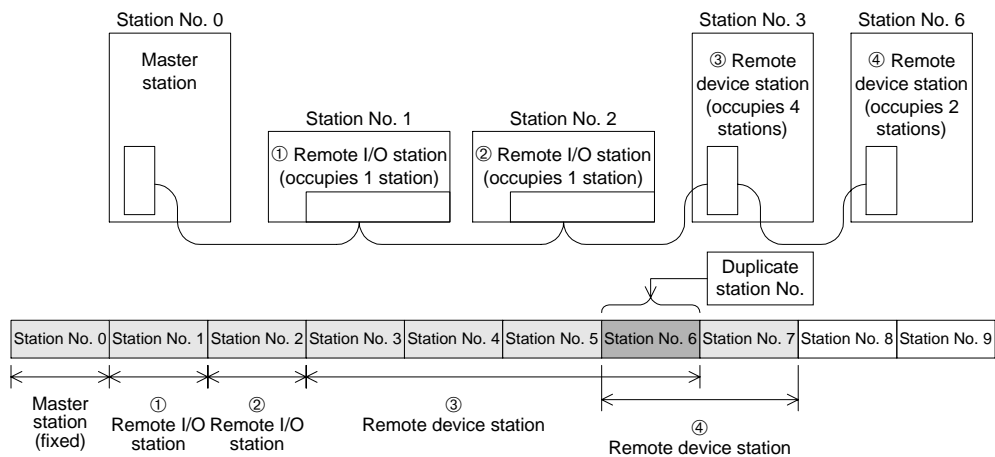 Station No. 0
Master
station
Station No. 1
① Remote I/O station
(occupies 1 station)
Station No. 2
② Remote I/O station
(occupies 1 station)
Station No. 3
③ Remote
device station
(occupies 4
stations)
Station No. 6
④ Remote
device station
(occupies 2
stations)
Duplicate
station No.
Station No. 0
Station No. 1
Station No. 2
Station No. 3
Station No. 4
Station No. 5
Station No. 6
Station No. 7
Station No. 8
Station No. 9
Master
station
(fixed)
①
Remote I/O
station
②
Remote I/O
station
③
Remote device station
④
Remote device station